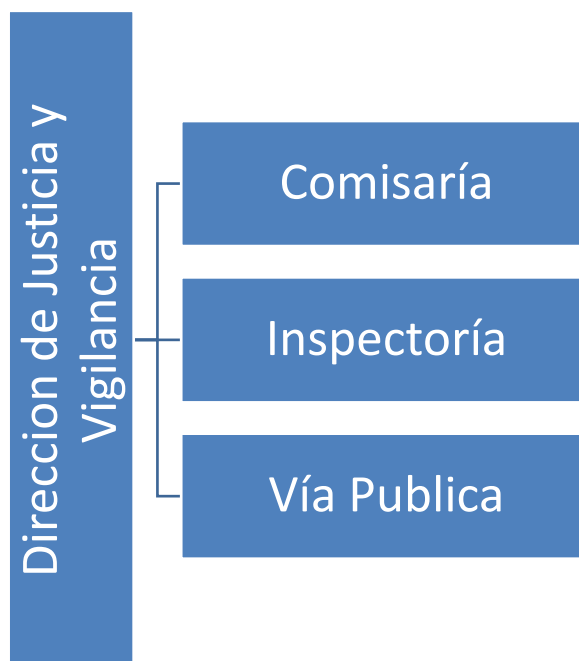 Direccion de Justicia y
Vigilancia
Comisaría
Inspectoría
Vía Publica